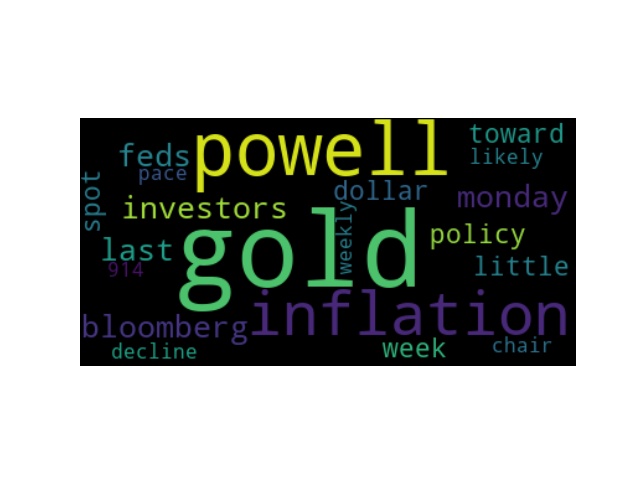 powell
toward
feds
likely
pace
spot
dollar
monday
investors
weekly
gold
policy
last
914
little
inflation
bloomberg
week
chair
decline